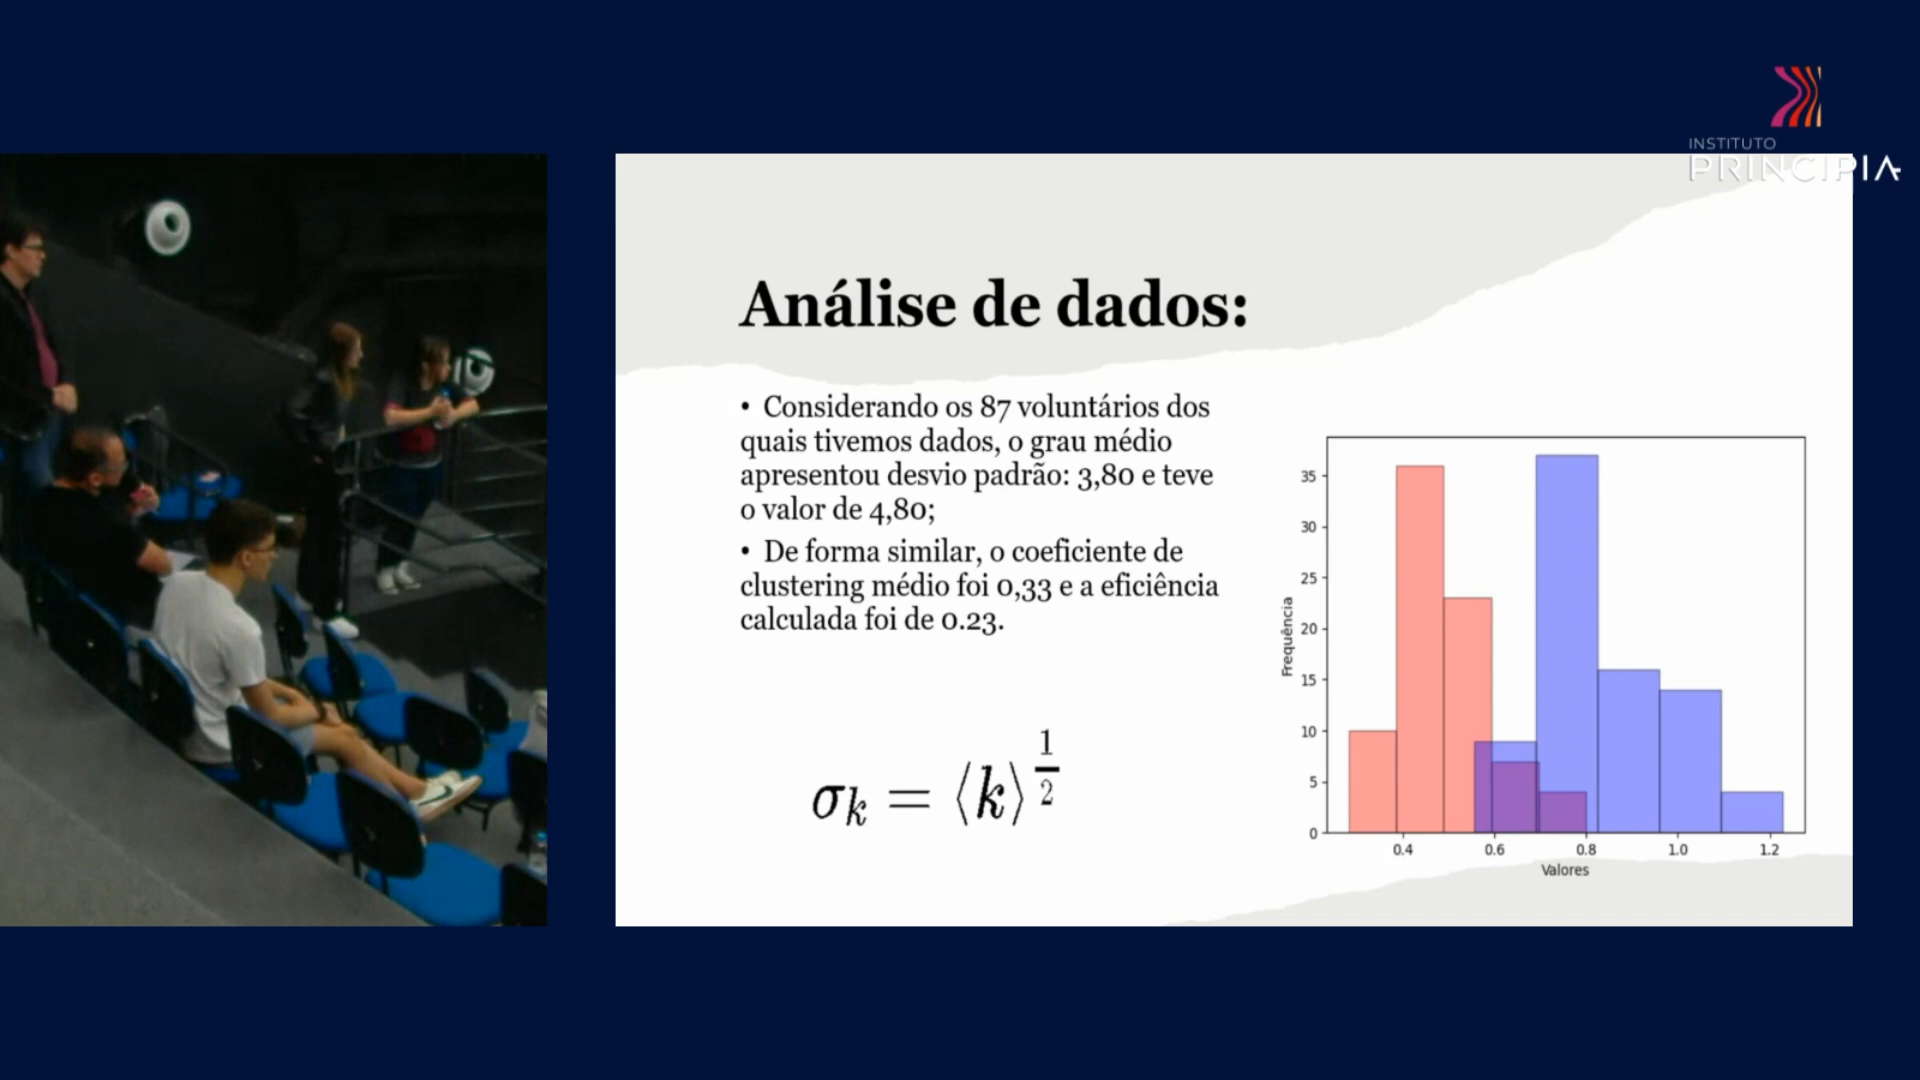 INSTITUTO
PRINCIPIA
Análise de dados:
• Considerando os 87 voluntários dos
quais tivemos dados, o grau médio
apresentou desvio padrão: 3,80 e teve
o valor de 4,80;
• De forma similar, o coeficiente de
clustering médio foi 0,33 e a eficiência
calculada foi de 0.23.
σk = ⟨k⟩^1/2
Frequência
35
30
25
20
15
10
5
0
0.4 0.6 0.8 1.0 1.2
Valores